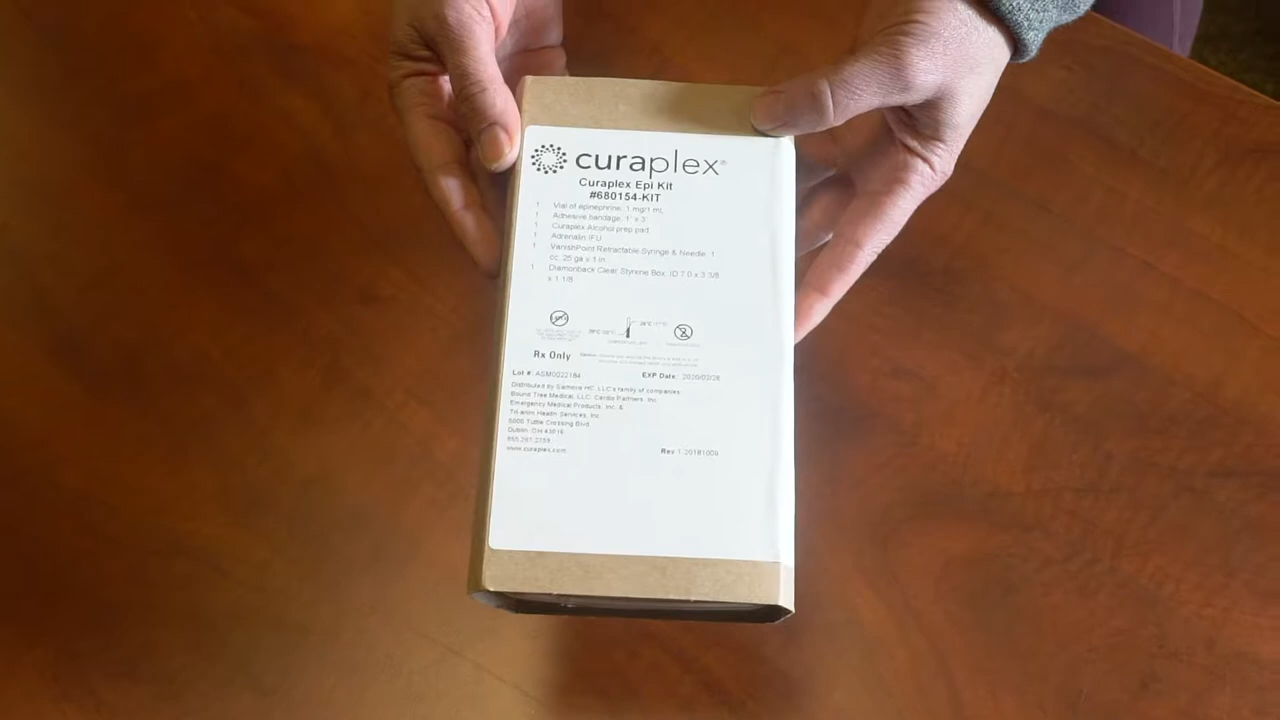 curaplex®
Curaplex Epi Kit
#680154-KIT
1 Vial of epinephrine, 1 mg/1 mL
1 Adhesive bandage, 1" x 3"
1 Curaplex Alcohol prep pad
1 Adrenalin IFU
1 VanishPoint Retractable Syringe & Needle, 1
cc, 25 ga x 1 in
1 Diamondback Clear Styrene Box, ID 7.0 x 3 3/8
x 1 1/8
Rx Only
Lot #: ASM0022184 EXP Date: 2020/02/28
Distributed by Sarnova HC, LLC's family of companies:
Bound Tree Medical, LLC, Cardio Partners, Inc.
Emergency Medical Products, Inc. &
Tri-anim Health Services, Inc.
5000 Tuttle Crossing Blvd.
Dublin, OH 43016
www.curaplex.com Rev 1.20181009